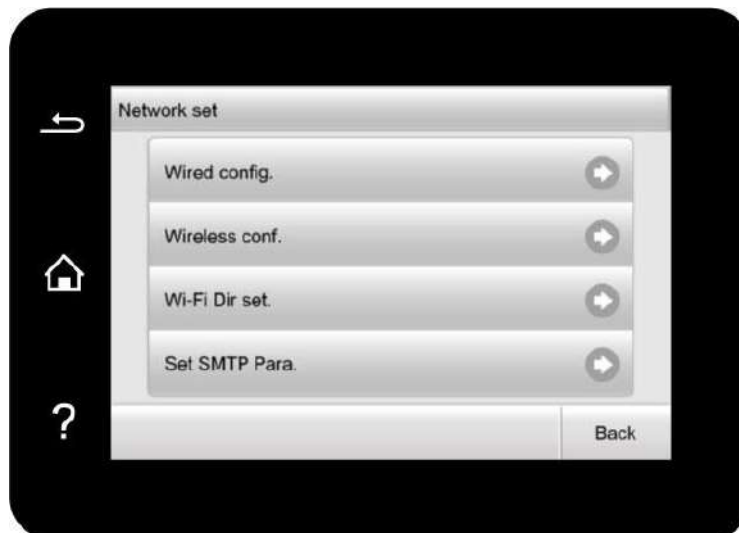 Network set
Wired config.
Wireless conf.
Wi-Fi Dir set.
Set SMTP Para.
?
Back